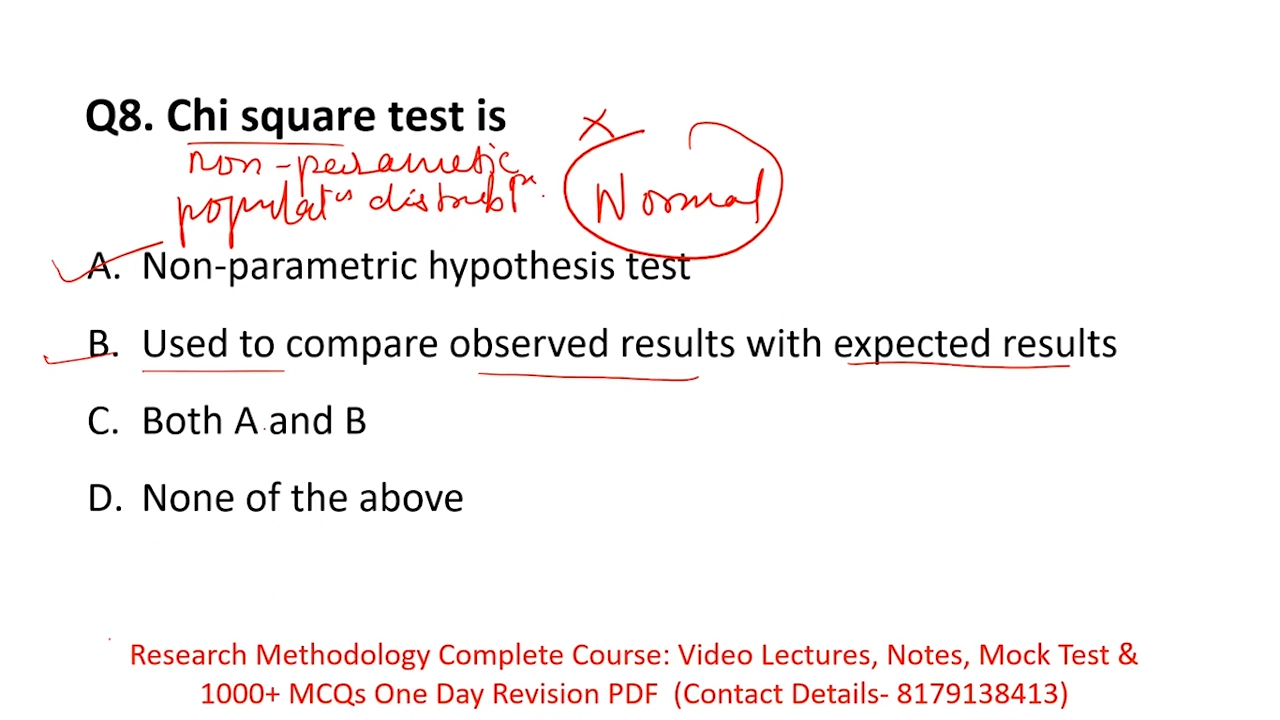 Q8. Chi square test is
non-parametric
populatn distrubtn.
Normal
A. Non-parametric hypothesis test
B. Used to compare observed results with expected results
C. Both A and B
D. None of the above
Research Methodology Complete Course: Video Lectures, Notes, Mock Test &
1000+ MCQs One Day Revision PDF (Contact Details- 8179138413)